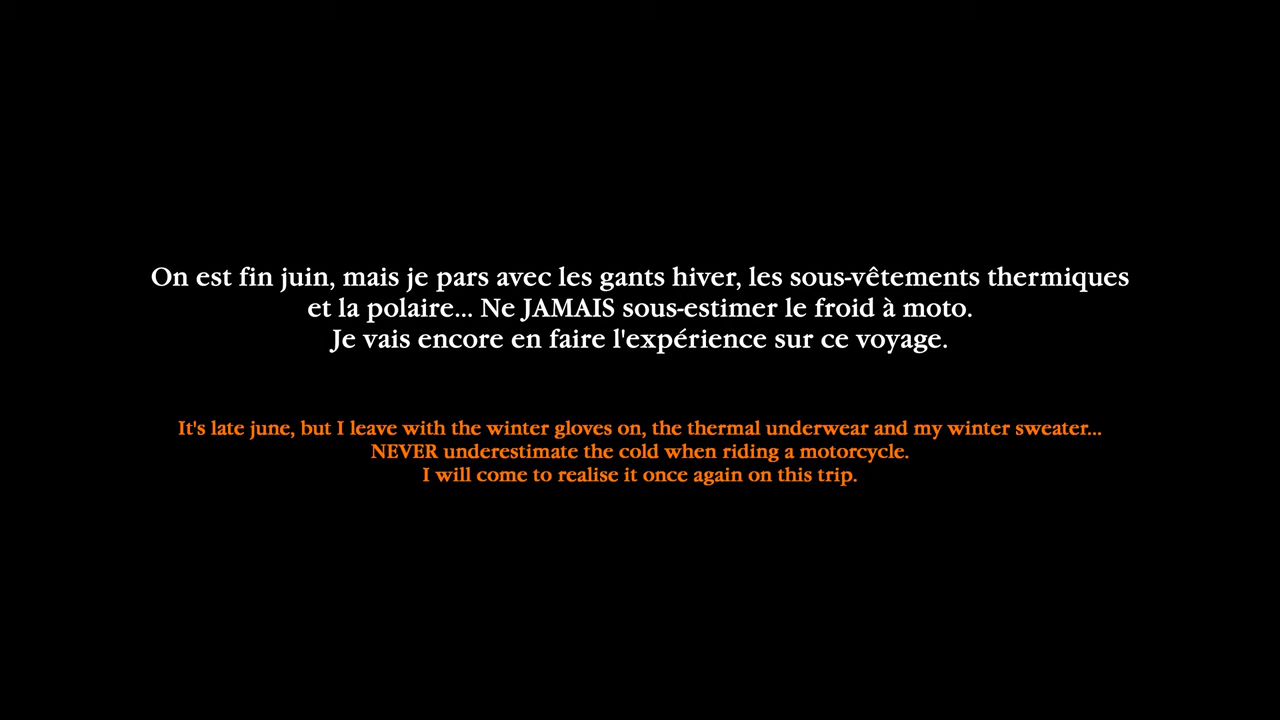 On est fin juin, mais je pars avec les gants hiver, les sous-vêtements thermiques
et la polaire... Ne JAMAIS sous-estimer le froid à moto.
Je vais encore en faire l'expérience sur ce voyage.
It's late june, but I leave with the winter gloves on, the thermal underwear and my winter sweater...
NEVER underestimate the cold when riding a motorcycle.
I will come to realise it once again on this trip.